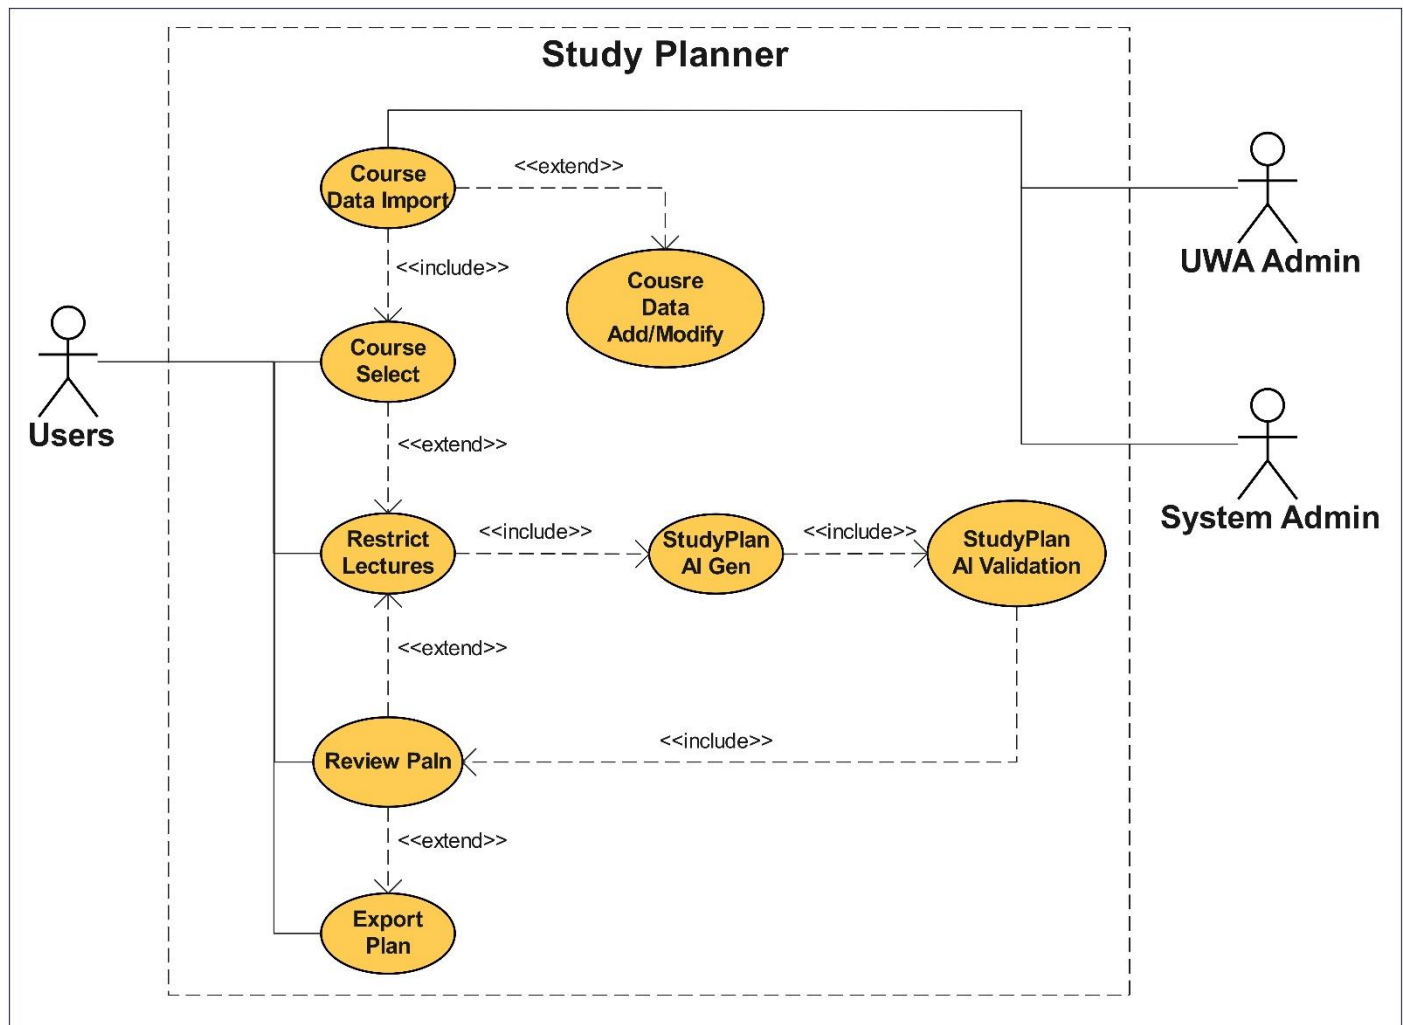 Study Planner
Course
Data Import
<<extend>>
UWA Admin
<<include>>
Cousre
Data
Add/Modify
Course
Select
Users
<<extend>>
System Admin
Restrict
Lectures
<<include>>
StudyPlan
AI Gen
<<include>>
StudyPlan
AI Validation
<<extend>>
Review Paln
<<include>>
<<extend>>
Export
Plan